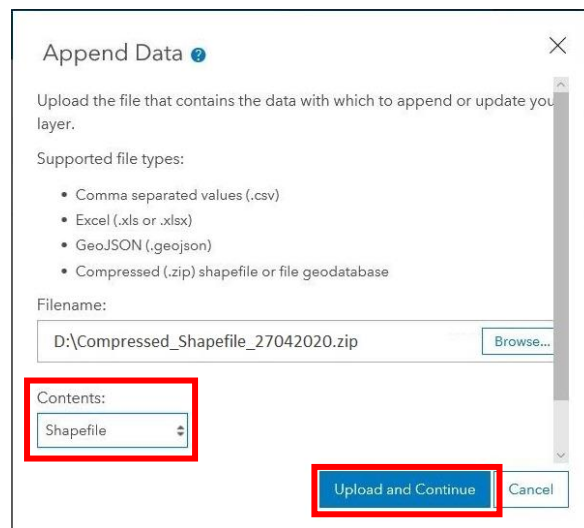 Append Data ?
Upload the file that contains the data with which to append or update you
layer.
Supported file types:
• Comma separated values (.csv)
• Excel (.xls or .xlsx)
• GeoJSON (.geojson)
• Compressed (.zip) shapefile or file geodatabase
Filename:
D:\Compressed_Shapefile_27042020.zip Browse...
Contents:
Shapefile
Upload and Continue Cancel